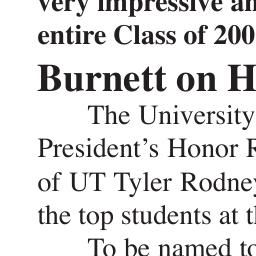 very impressive an
entire Class of 200
Burnett on H
The University
President's Honor R
of UT Tyler Rodney
the top students at th
To be named to